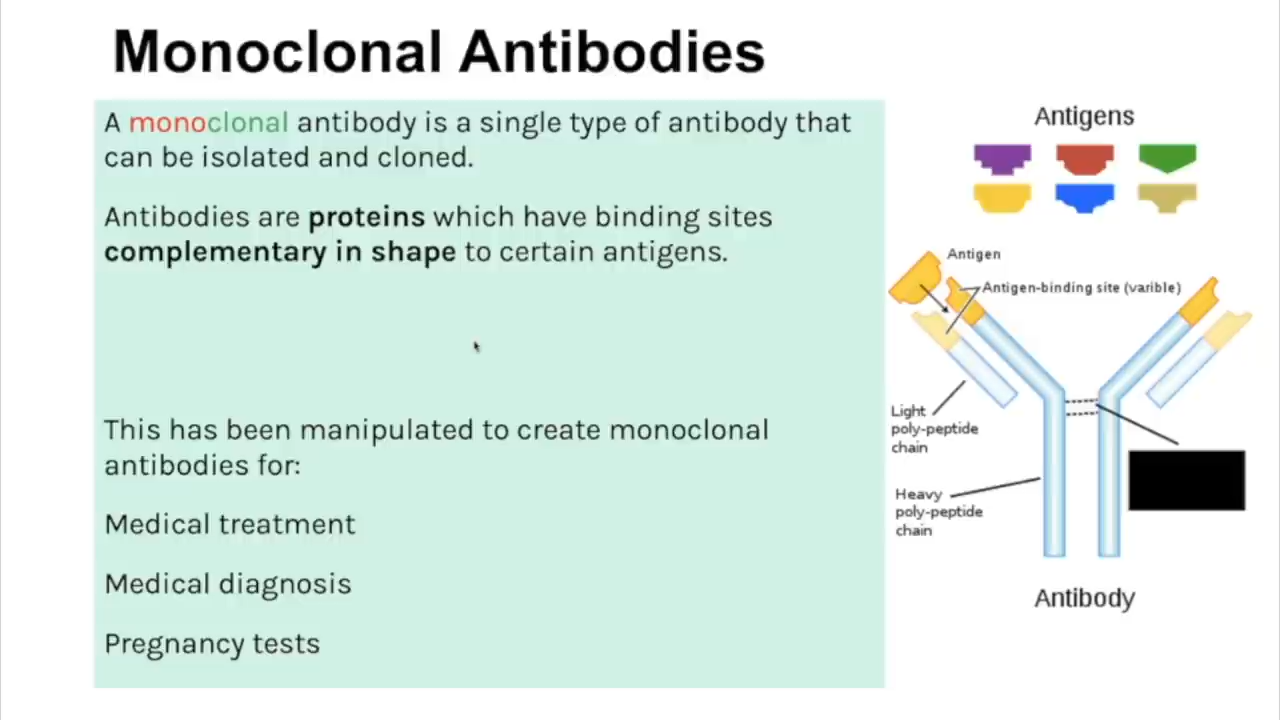 Monoclonal Antibodies
A monoclonal antibody is a single type of antibody that
can be isolated and cloned.
Antibodies are proteins which have binding sites
complementary in shape to certain antigens.
This has been manipulated to create monoclonal
antibodies for:
Medical treatment
Medical diagnosis
Pregnancy tests
Antigens
Antigen
Antigen-binding site (varible)
Light
poly-peptide
chain
Heavy
poly-peptide
chain
Antibody